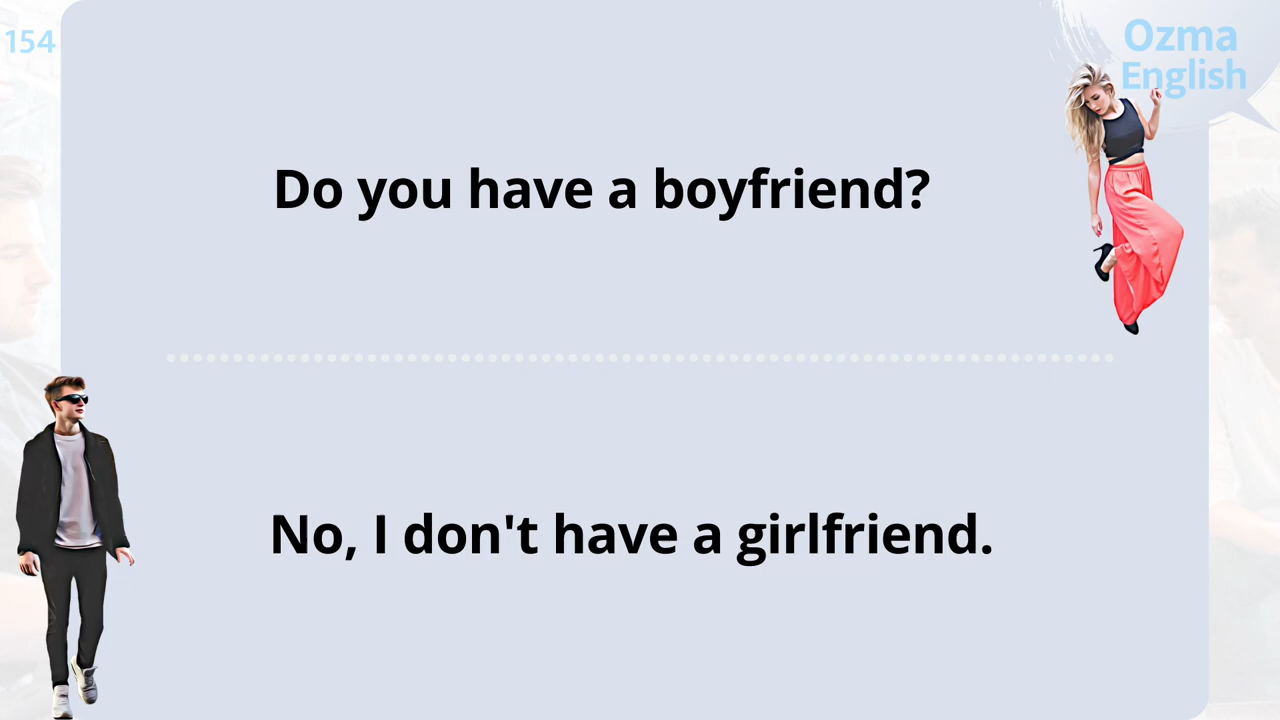 154
Ozma
English
Do you have a boyfriend?
No, I don't have a girlfriend.